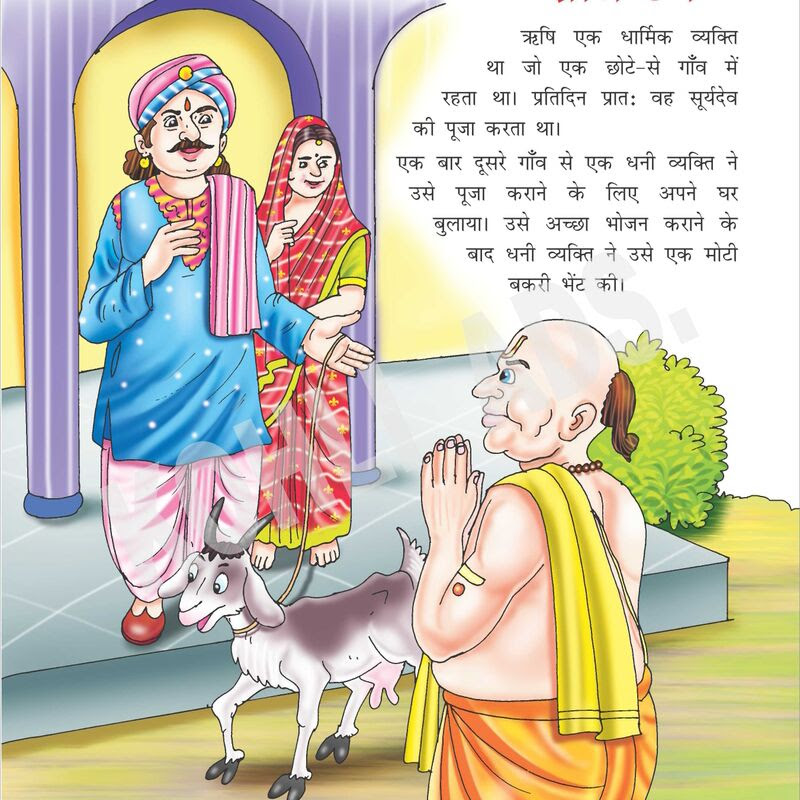 ऋषि एक धार्मिक व्यक्ति
था जो एक छोटे-से गाँव में
रहता था। प्रतिदिन प्रातः वह सूर्यदेव
की पूजा करता था।
एक बार दूसरे गाँव से एक धनी व्यक्ति ने
उसे पूजा कराने के लिए अपने घर
बुलाया। उसे अच्छा भोजन कराने के
बाद धनी व्यक्ति ने उसे एक मोटी
बकरी भेंट की।
ADS.